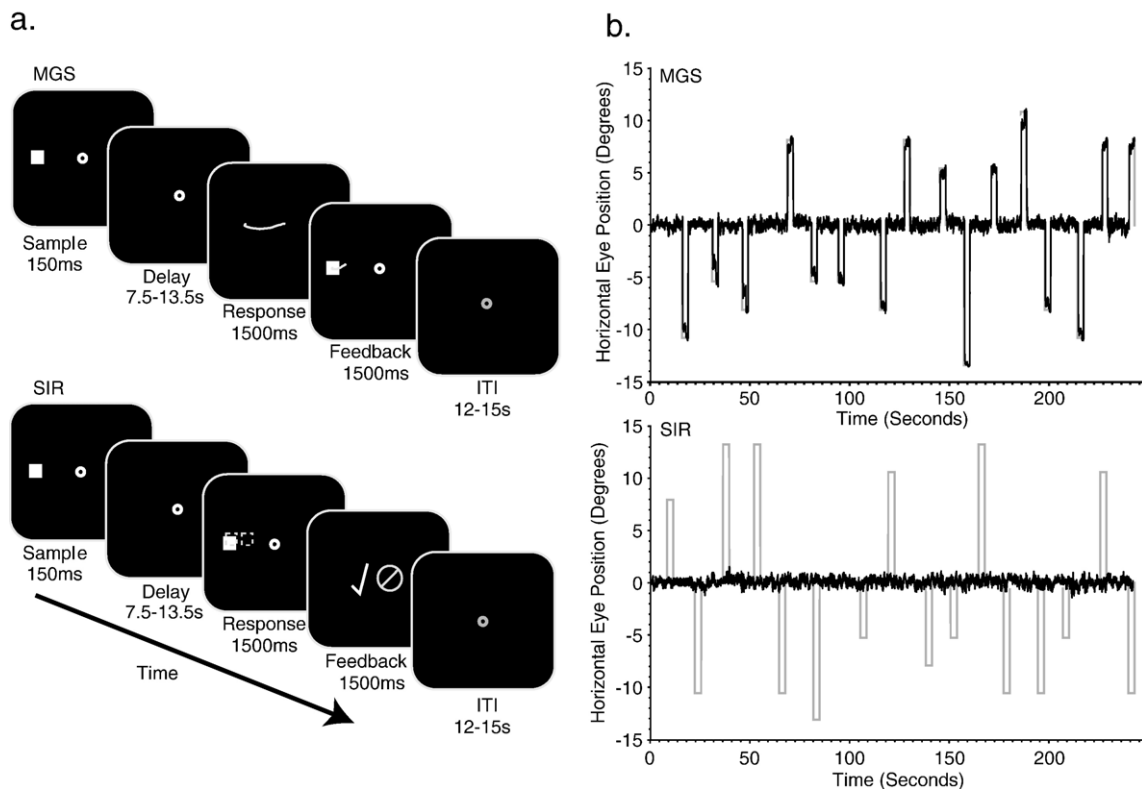 a.
MGS
Sample
150ms
Delay
7.5-13.5s
Response
1500ms
Feedback
1500ms
ITI
12-15s
SIR
Sample
150ms
Delay
7.5-13.5s
Response
1500ms
Feedback
1500ms
ITI
12-15s
Time
b.
MGS
Horizontal Eye Position (Degrees)
15
10
5
0
-5
-10
-15
0 50 100 150 200
Time (Seconds)
SIR
Horizontal Eye Position (Degrees)
15
10
5
0
-5
-10
-15
0 50 100 150 200
Time (Seconds)